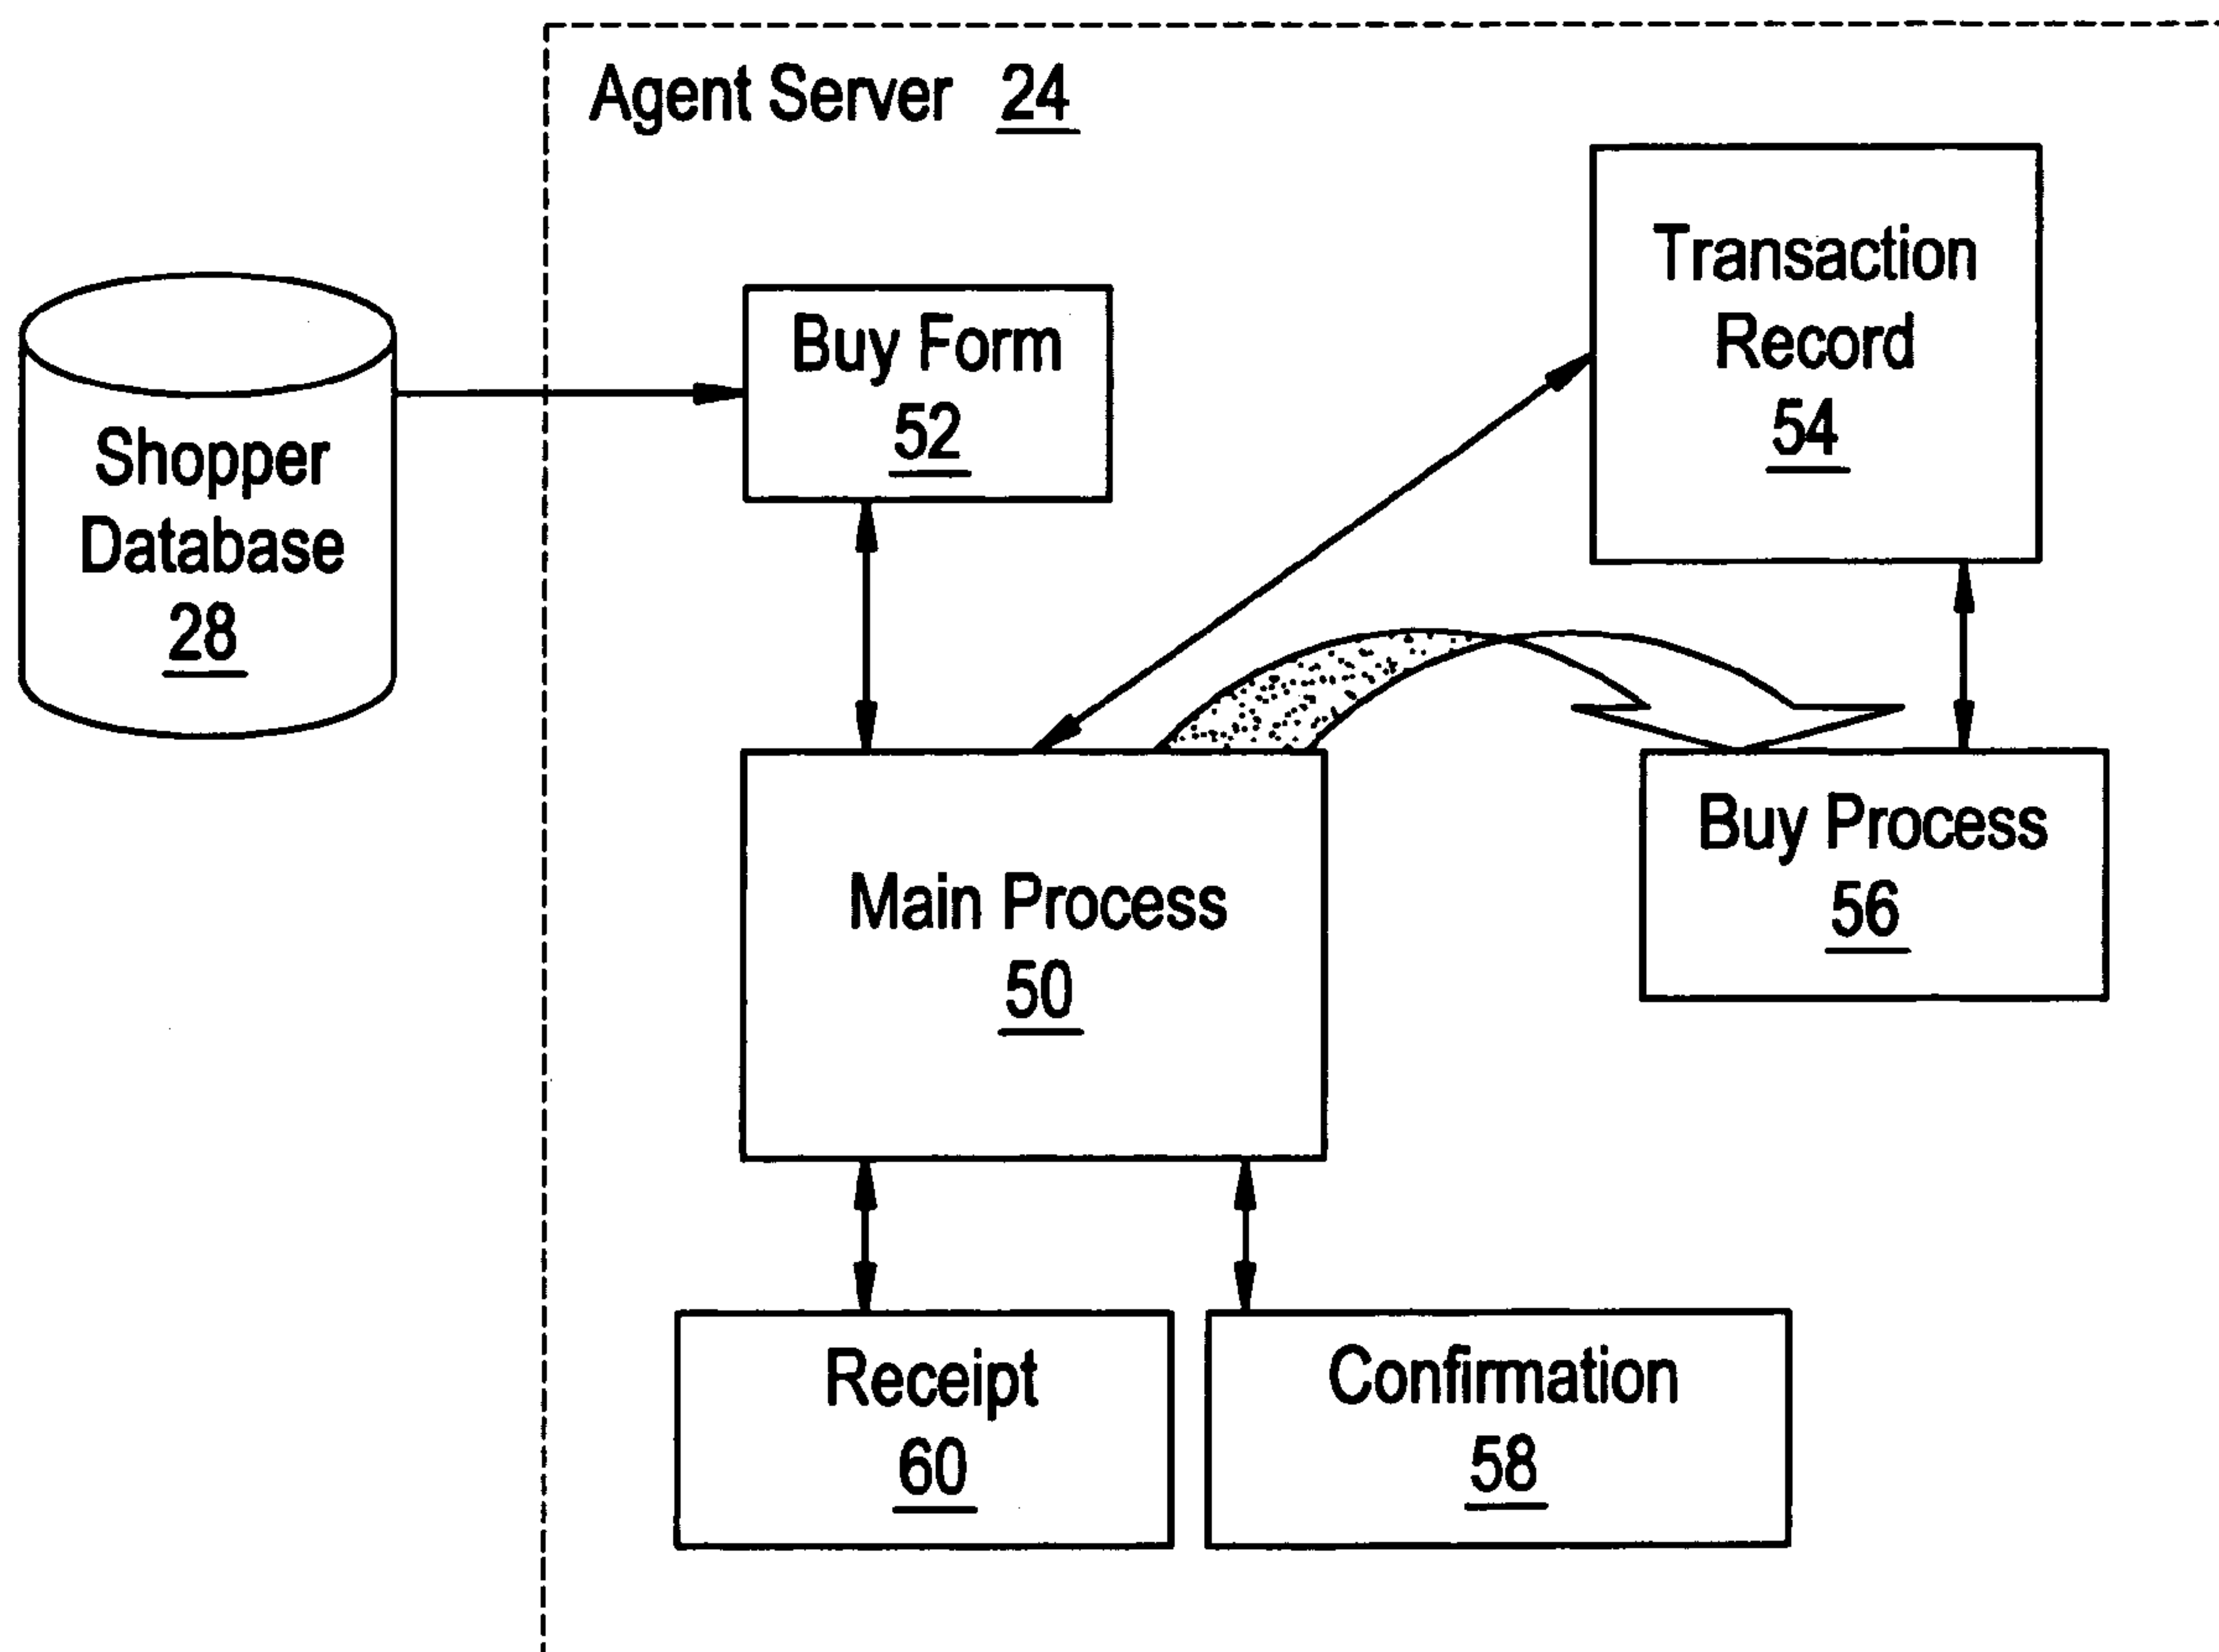 Agent Server 24
Shopper
Database
28
Buy Form
52
Transaction
Record
54
Main Process
50
Buy Process
56
Receipt
60
Confirmation
58